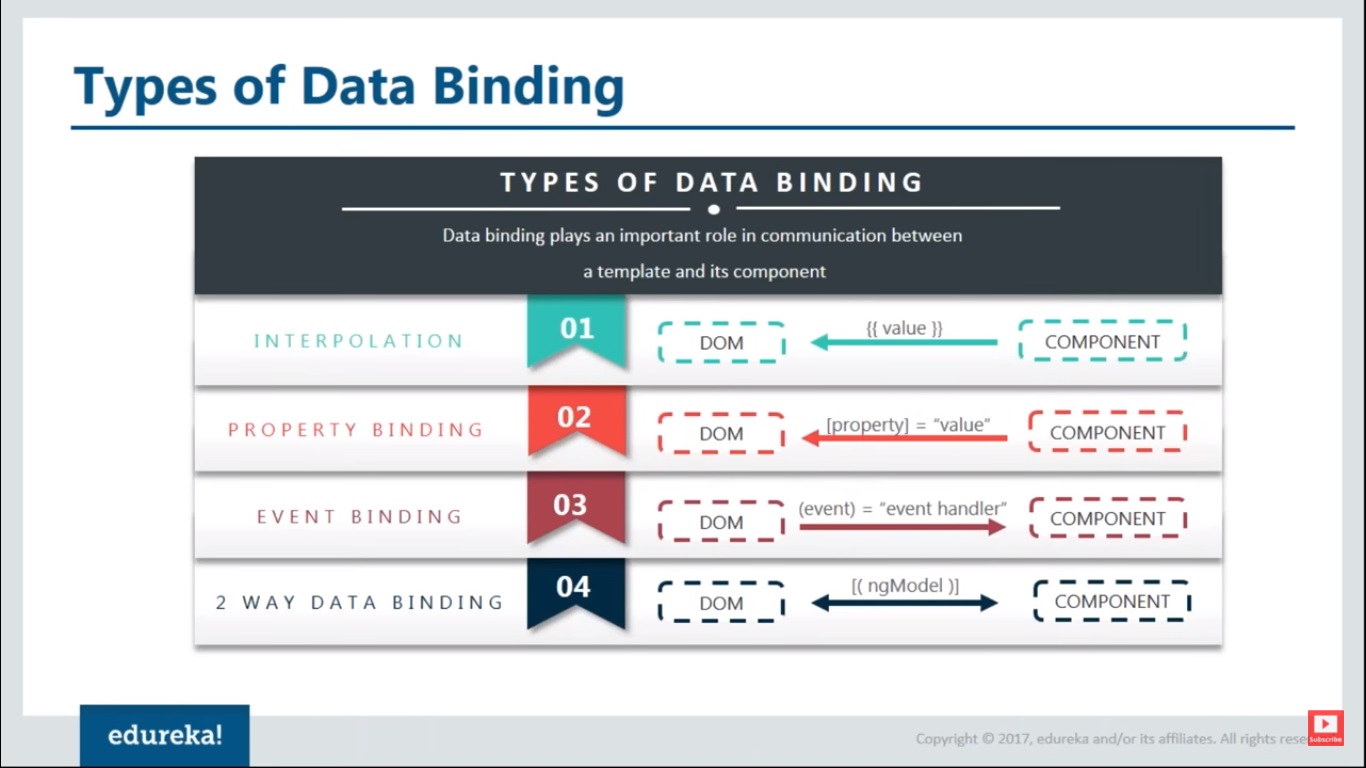 Types of Data Binding
TYPES OF DATA BINDING
Data binding plays an important role in communication between
a template and its component
INTERPOLATION 01 DOM {{ value }} COMPONENT
PROPERTY BINDING 02 DOM [property] = “value” COMPONENT
EVENT BINDING 03 DOM (event) = “event handler” COMPONENT
2 WAY DATA BINDING 04 DOM [( ngModel )] COMPONENT
edureka!
Copyright © 2017, edureka and/or its affiliates. All rights
Subscribe